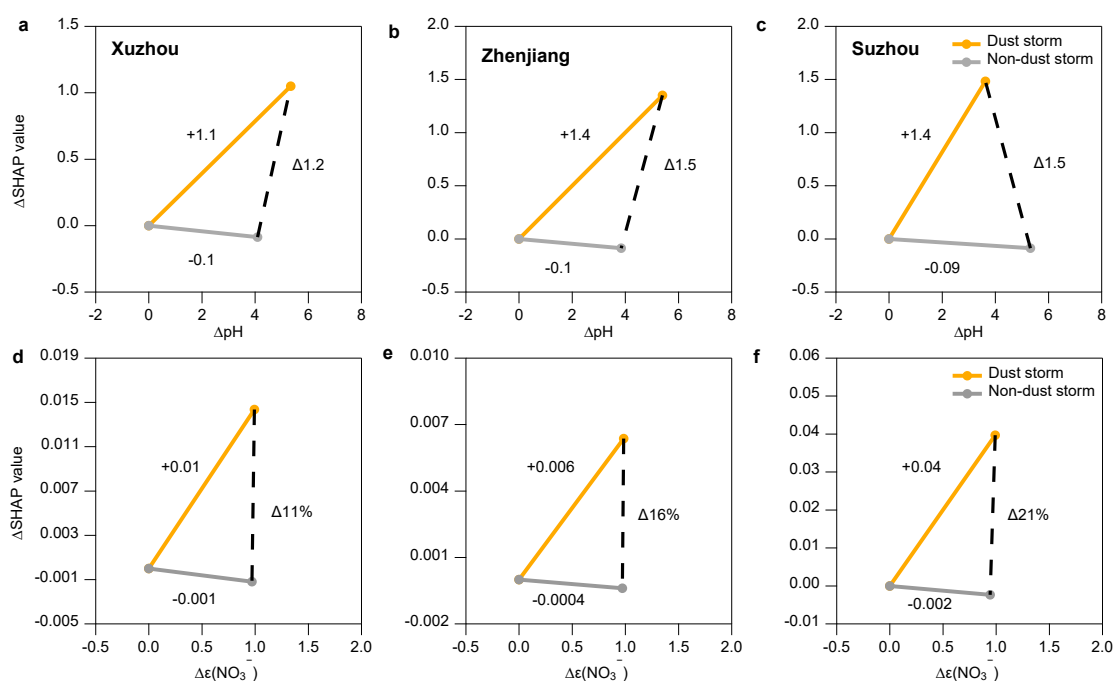 a
Xuzhou
ΔSHAP value
1.5
1.0
0.5
0.0
-0.5
+1.1
Δ1.2
-0.1
-2 0 2 4 6 8
ΔpH
b
Zhenjiang
2.0
1.5
1.0
0.5
0.0
-0.5
+1.4
Δ1.5
-0.1
-2 0 2 4 6 8
ΔpH
c
Suzhou
Dust storm
Non-dust storm
2.0
1.5
1.0
0.5
0.0
-0.5
+1.4
Δ1.5
-0.09
-2 0 2 4 6 8
ΔpH
d
ΔSHAP value
0.019
0.015
0.011
0.007
0.003
-0.001
-0.005
+0.01
Δ11%
-0.001
-0.5 0.0 0.5 1.0 1.5 2.0
Δε(NO₃⁻)
e
0.010
0.007
0.004
0.001
-0.002
+0.006
Δ16%
-0.0004
-0.5 0.0 0.5 1.0 1.5 2.0
Δε(NO₃⁻)
f
Dust storm
Non-dust storm
0.06
0.05
0.04
0.03
0.02
0.01
0.00
-0.01
+0.04
Δ21%
-0.002
-0.5 0.0 0.5 1.0 1.5 2.0
Δε(NO₃⁻)